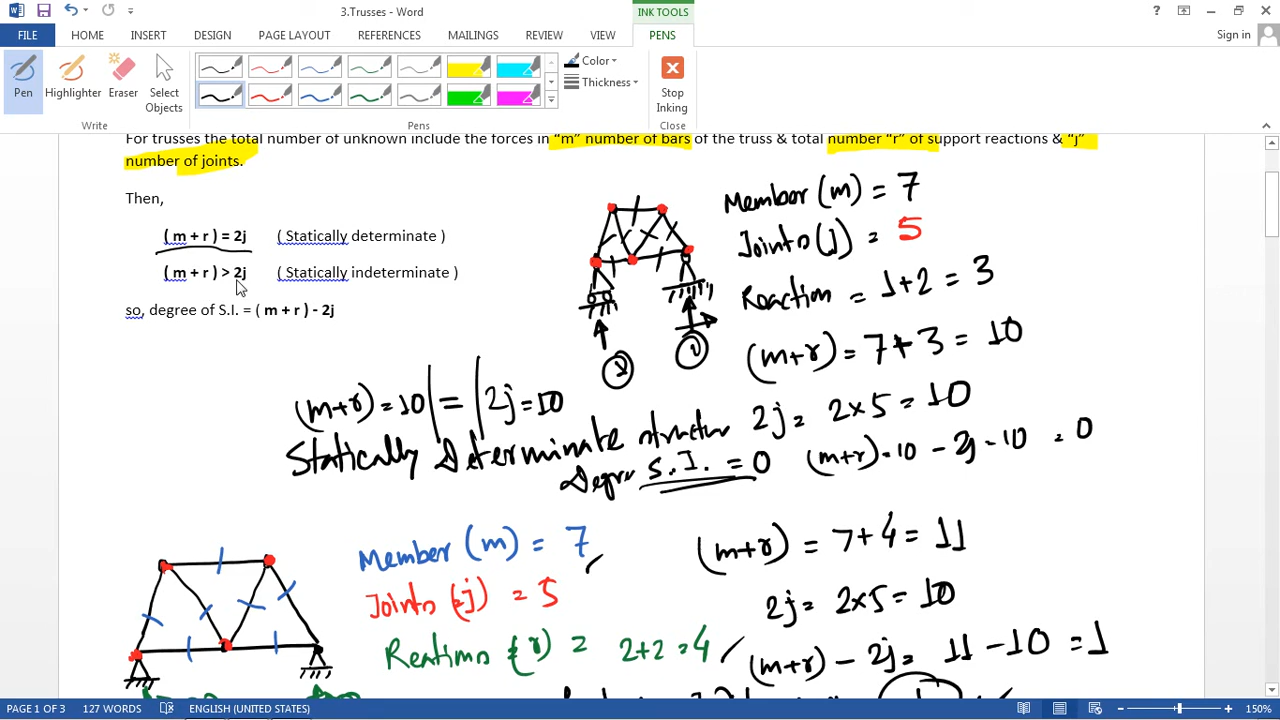 3.Trusses - Word
INK TOOLS
?
FILE
HOME
INSERT
DESIGN
PAGE LAYOUT
REFERENCES
MAILINGS
REVIEW
VIEW
PENS
Sign in
Pen
Highlighter
Eraser
Select Objects
Color
Thickness
Stop Inking
Write
Pens
Close
For trusses the total number of unknown include the forces in “m” number of bars of the truss & total number “r” of support reactions & “j”
number of joints.
Then,
( m + r ) = 2j ( Statically determinate )
( m + r ) > 2j ( Statically indeterminate )
so, degree of S.I. = ( m + r ) - 2j
Member (m) = 7
Joints (j) = 5
Reaction = 1+2 = 3
(m+r) = 7+3 = 10
2j = 2x5 = 10
(m+r) = 10 | = | 2j = 10
Statically Determinate structur
(m+r) = 10 - 2j - 10 = 0
Degre S.I. = 0
Member (m) = 7
Joints (j) = 5
Reations (r) = 2+2 = 4
(m+r) = 7+4 = 11
2j = 2x5 = 10
(m+r) - 2j = 11 - 10 = 1
PAGE 1 OF 3
127 WORDS
ENGLISH (UNITED STATES)
150%